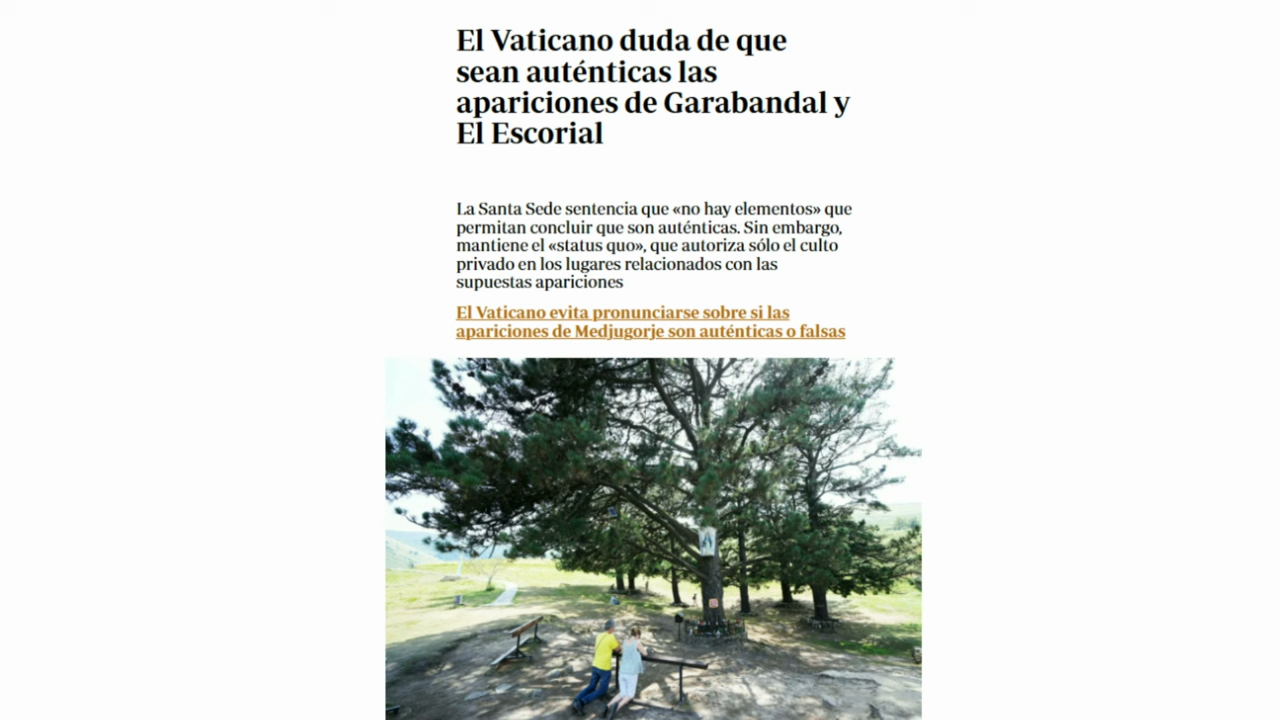 El Vaticano duda de que
sean auténticas las
apariciones de Garabandal y
El Escorial
La Santa Sede sentencia que «no hay elementos» que
permitan concluir que son auténticas. Sin embargo,
mantiene el «status quo», que autoriza sólo el culto
privado en los lugares relacionados con las
supuestas apariciones
El Vaticano evita pronunciarse sobre si las
apariciones de Medjugorje son auténticas o falsas